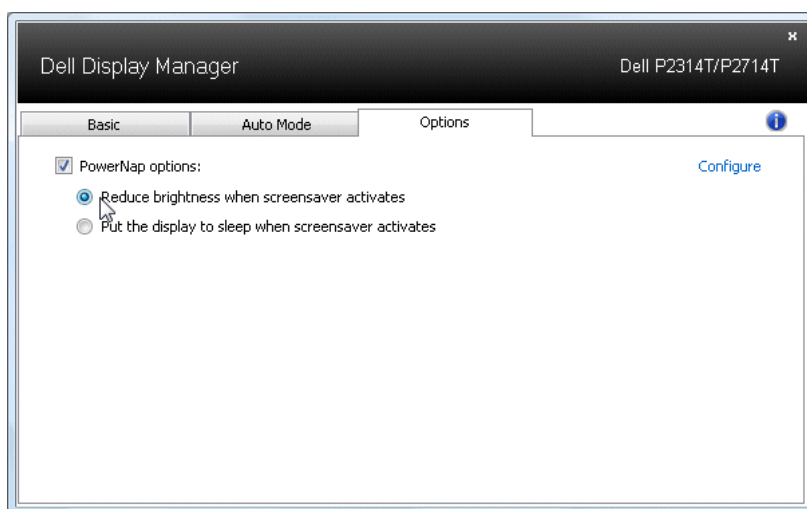 Dell Display Manager
Dell P2314T/P2714T
Basic
Auto Mode
Options
PowerNap options:
Configure
Reduce brightness when screensaver activates
Put the display to sleep when screensaver activates